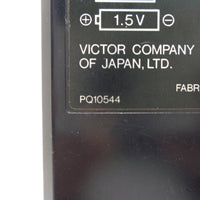 ⊕ 1.5V ⊖
VICTOR COMPANY
OF JAPAN, LTD.
FABR
PQ10544